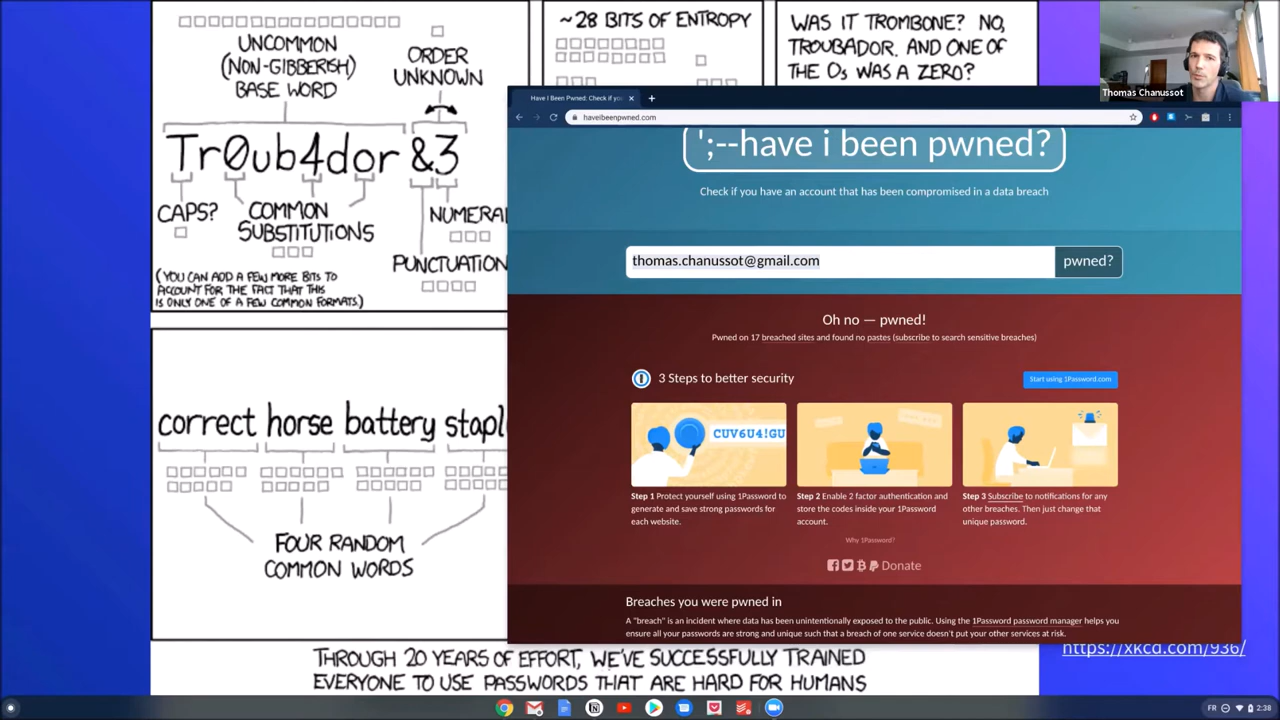 UNCOMMON
(NON-GIBBERISH)
BASE WORD
ORDER
UNKNOWN
Tr0ub4dor &3
CAPS?
COMMON
SUBSTITUTIONS
NUMERAL
PUNCTUATION
(YOU CAN ADD A FEW MORE BITS TO
ACCOUNT FOR THE FACT THAT THIS
IS ONLY ONE OF A FEW COMMON FORMATS.)
~28 BITS OF ENTROPY
WAS IT TROMBONE? NO,
TROUBADOR. AND ONE OF
THE Os WAS A ZERO?
Thomas Chanussot
Have I Been Pwned: Check if you
haveibeenpwned.com
';--have i been pwned?
Check if you have an account that has been compromised in a data breach
thomas.chanussot@gmail.com
pwned?
Oh no — pwned!
Pwned on 17 breached sites and found no pastes (subscribe to search sensitive breaches)
3 Steps to better security
Start using 1Password.com
CUV6U4!GU
Step 1 Protect yourself using 1Password to
generate and save strong passwords for
each website.
Step 2 Enable 2 factor authentication and
store the codes inside your 1Password
account.
Step 3 Subscribe to notifications for any
other breaches. Then just change that
unique password.
Why 1Password?
Donate
Breaches you were pwned in
A "breach" is an incident where data has been unintentionally exposed to the public. Using the 1Password password manager helps you
ensure all your passwords are strong and unique such that a breach of one service doesn't put your other services at risk.
correct horse battery stapl
FOUR RANDOM
COMMON WORDS
THROUGH 20 YEARS OF EFFORT, WE'VE SUCCESSFULLY TRAINED
EVERYONE TO USE PASSWORDS THAT ARE HARD FOR HUMANS
https://xkcd.com/936/
FR
2:38